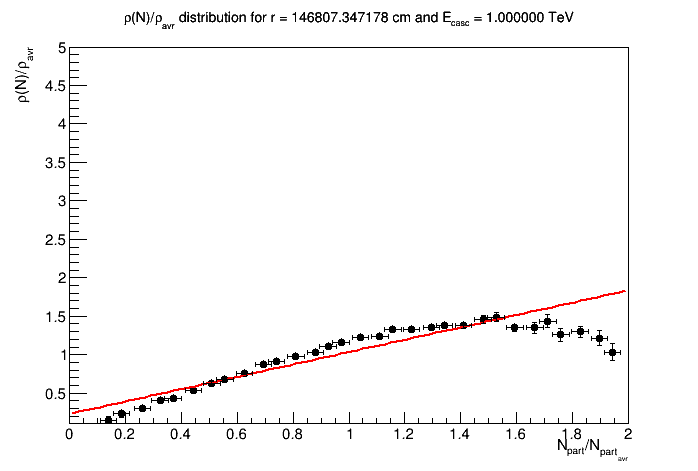 ρ(N)/ρavr distribution for r = 146807.347178 cm and Ecasc = 1.000000 TeV
ρ(N)/ρavr
5
4.5
4
3.5
3
2.5
2
1.5
1
0.5
0 0.2 0.4 0.6 0.8 1 1.2 1.4 1.6 1.8 2
Npart/Npartavr